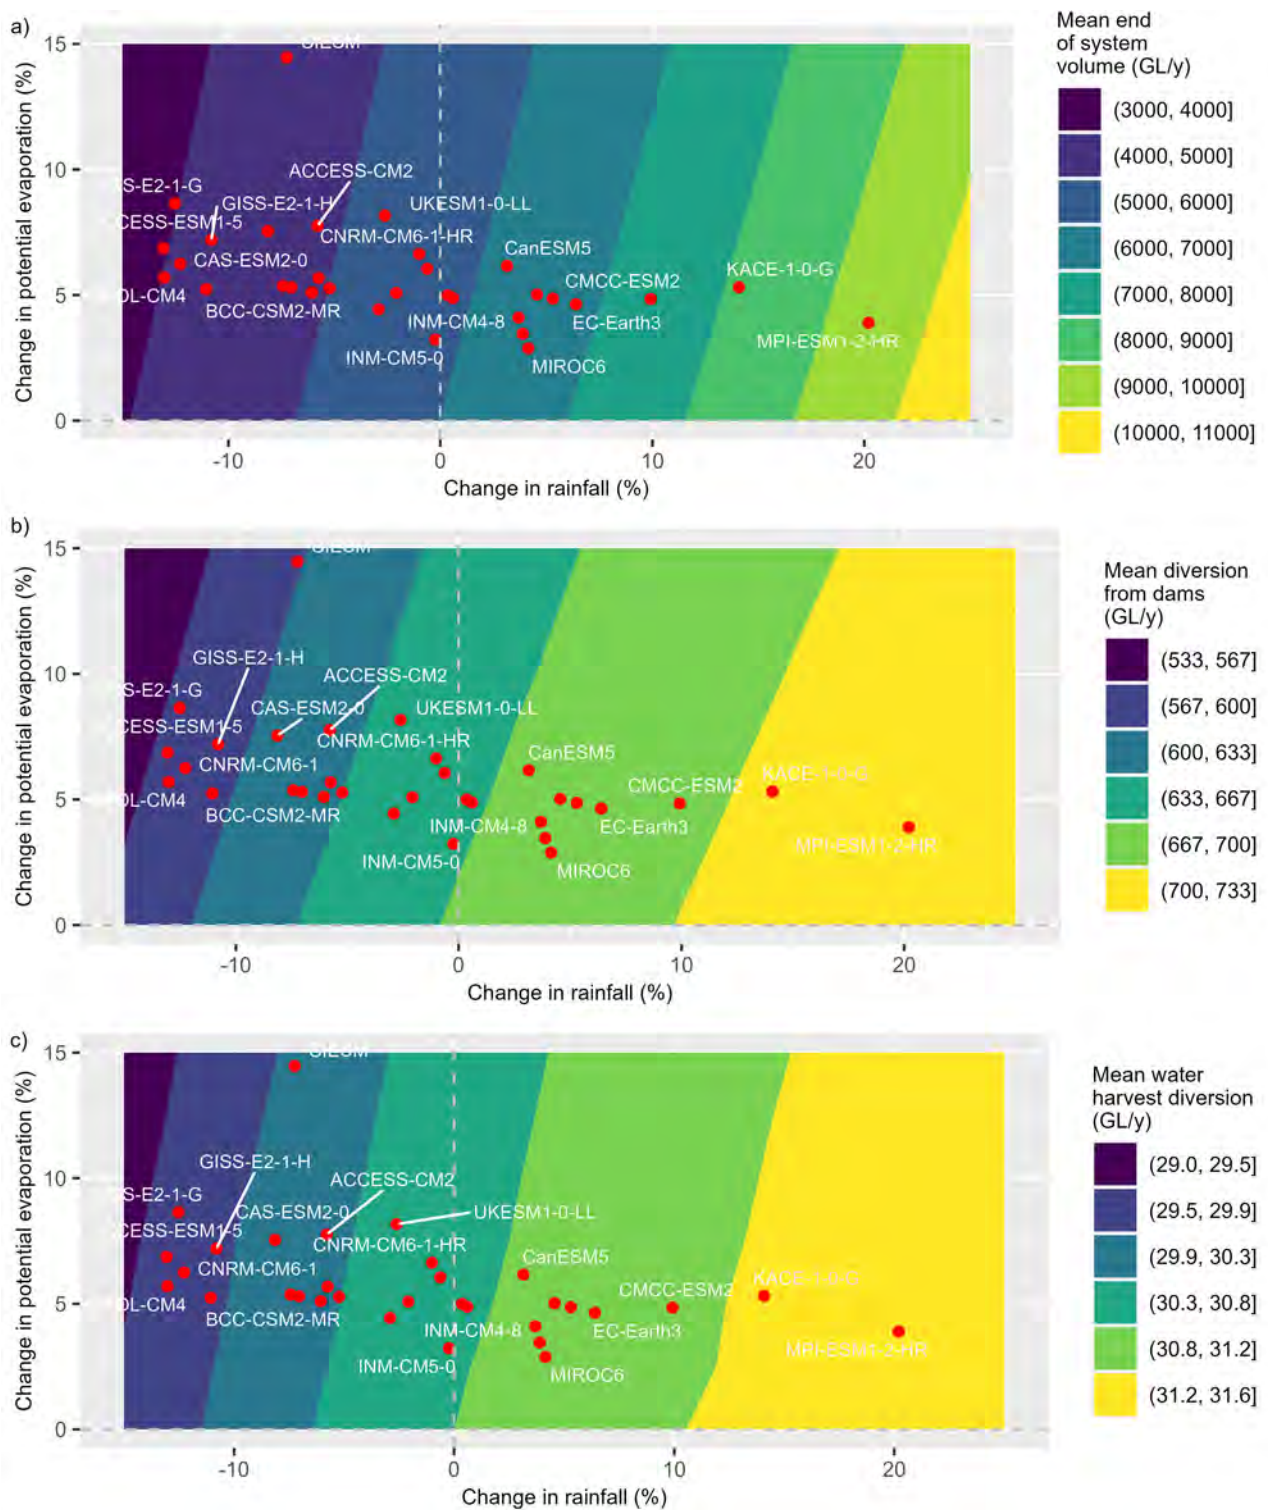 a)
Mean end
of system
volume (GL/y)
(3000, 4000]
(4000, 5000]
(5000, 6000]
(6000, 7000]
(7000, 8000]
(8000, 9000]
(9000, 10000]
(10000, 11000]
Change in potential evaporation (%)
15
10
5
0
ACCESS-CM2
S-E2-1-G
GISS-E2-1-H
UKESM1-0-LL
CESS-ESM1-5
CNRM-CM6-1-HR
CanESM5
CAS-ESM2-0
KACE-1-0-G
CMCC-ESM2
OL-CM4
BCC-CSM2-MR
INM-CM4-8
EC-Earth3
MPI-ESM1-2-HR
INM-CM5-0
MIROC6
-10
0
10
20
Change in rainfall (%)
b)
Mean diversion
from dams
(GL/y)
(533, 567]
(567, 600]
(600, 633]
(633, 667]
(667, 700]
(700, 733]
Change in potential evaporation (%)
15
10
5
0
GISS-E2-1-H
ACCESS-CM2
S-E2-1-G
CAS-ESM2-0
UKESM1-0-LL
CESS-ESM1-5
CNRM-CM6-1-HR
CanESM5
CNRM-CM6-1
KACE-1-0-G
CMCC-ESM2
OL-CM4
BCC-CSM2-MR
INM-CM4-8
EC-Earth3
MPI-ESM1-2-HR
INM-CM5-0
MIROC6
-10
0
10
20
Change in rainfall (%)
c)
Mean water
harvest diversion
(GL/y)
(29.0, 29.5]
(29.5, 29.9]
(29.9, 30.3]
(30.3, 30.8]
(30.8, 31.2]
(31.2, 31.6]
Change in potential evaporation (%)
15
10
5
0
GISS-E2-1-H
ACCESS-CM2
S-E2-1-G
CAS-ESM2-0
UKESM1-0-LL
CESS-ESM1-5
CNRM-CM6-1-HR
CanESM5
CNRM-CM6-1
KACE-1-0-G
CMCC-ESM2
OL-CM4
BCC-CSM2-MR
INM-CM4-8
EC-Earth3
MPI-ESM1-2-HR
INM-CM5-0
MIROC6
-10
0
10
20
Change in rainfall (%)